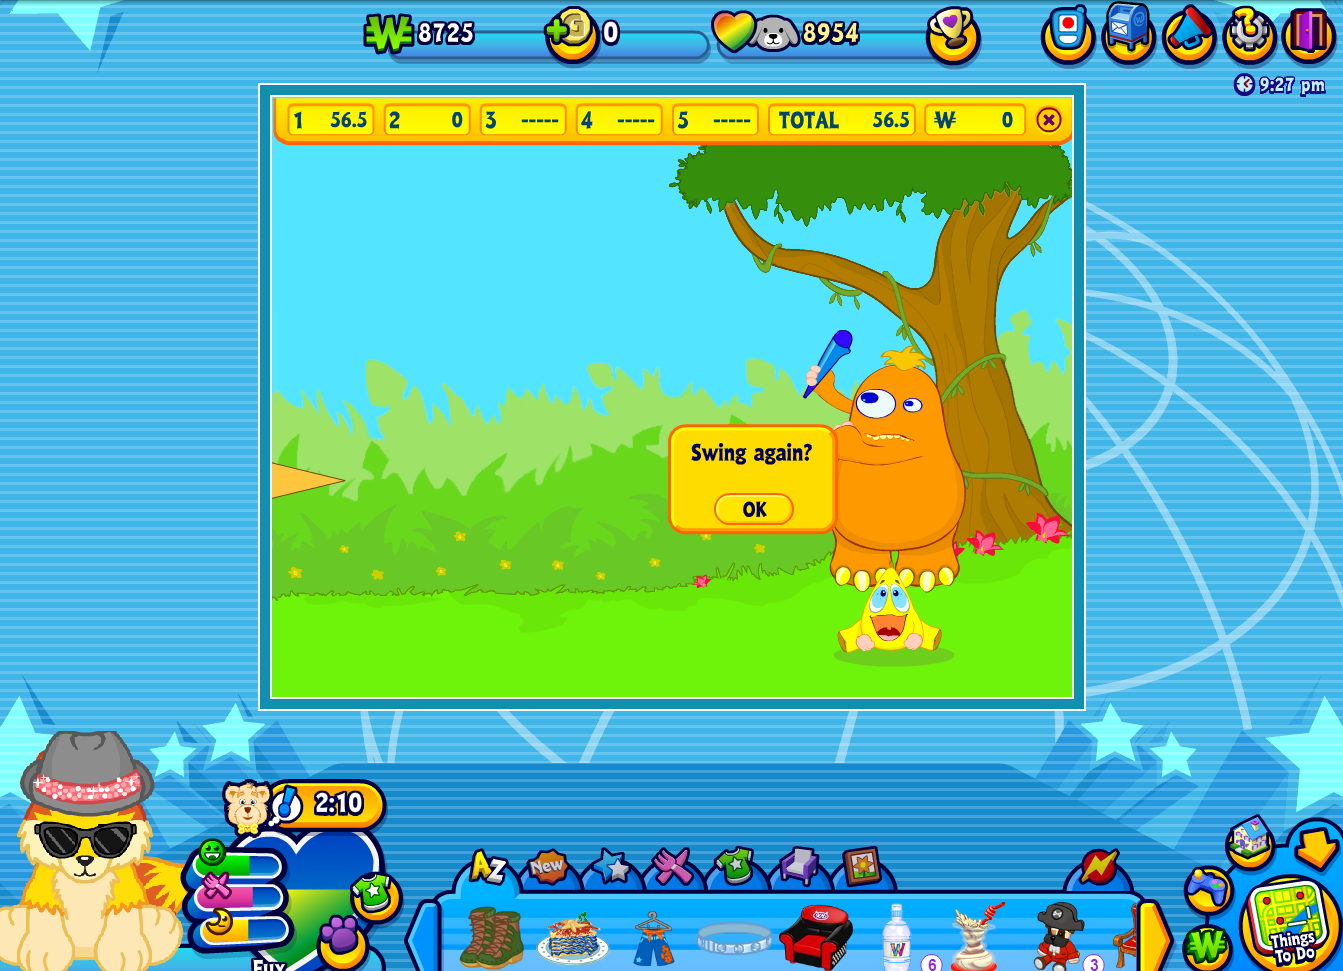 W 8725
G 0
8954
?
9:27 pm
1 56.5 2 0 3 ----- 4 ----- 5 ----- TOTAL 56.5 W 0
Swing again?
OK
2:10
AZ
New
W
6
3
W
Things
To Do